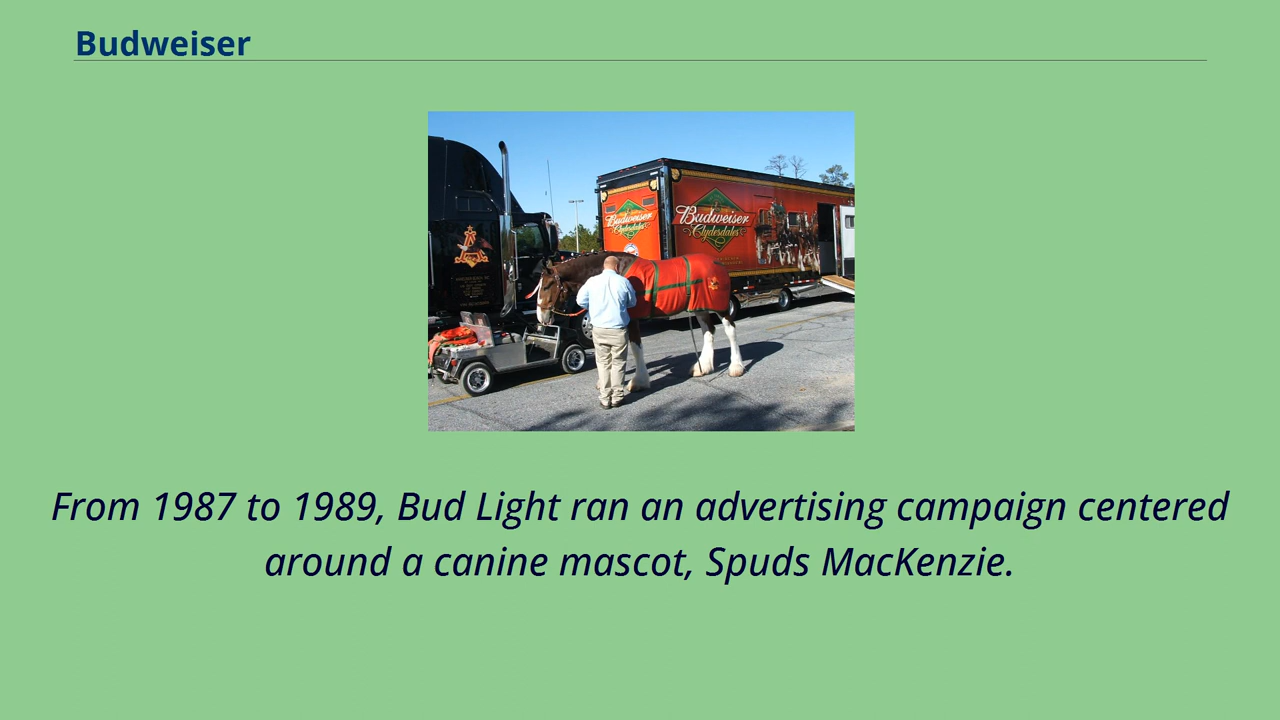 Budweiser
Budweiser
Clydesdales
Budweiser
Clydesdales
From 1987 to 1989, Bud Light ran an advertising campaign centered
around a canine mascot, Spuds MacKenzie.